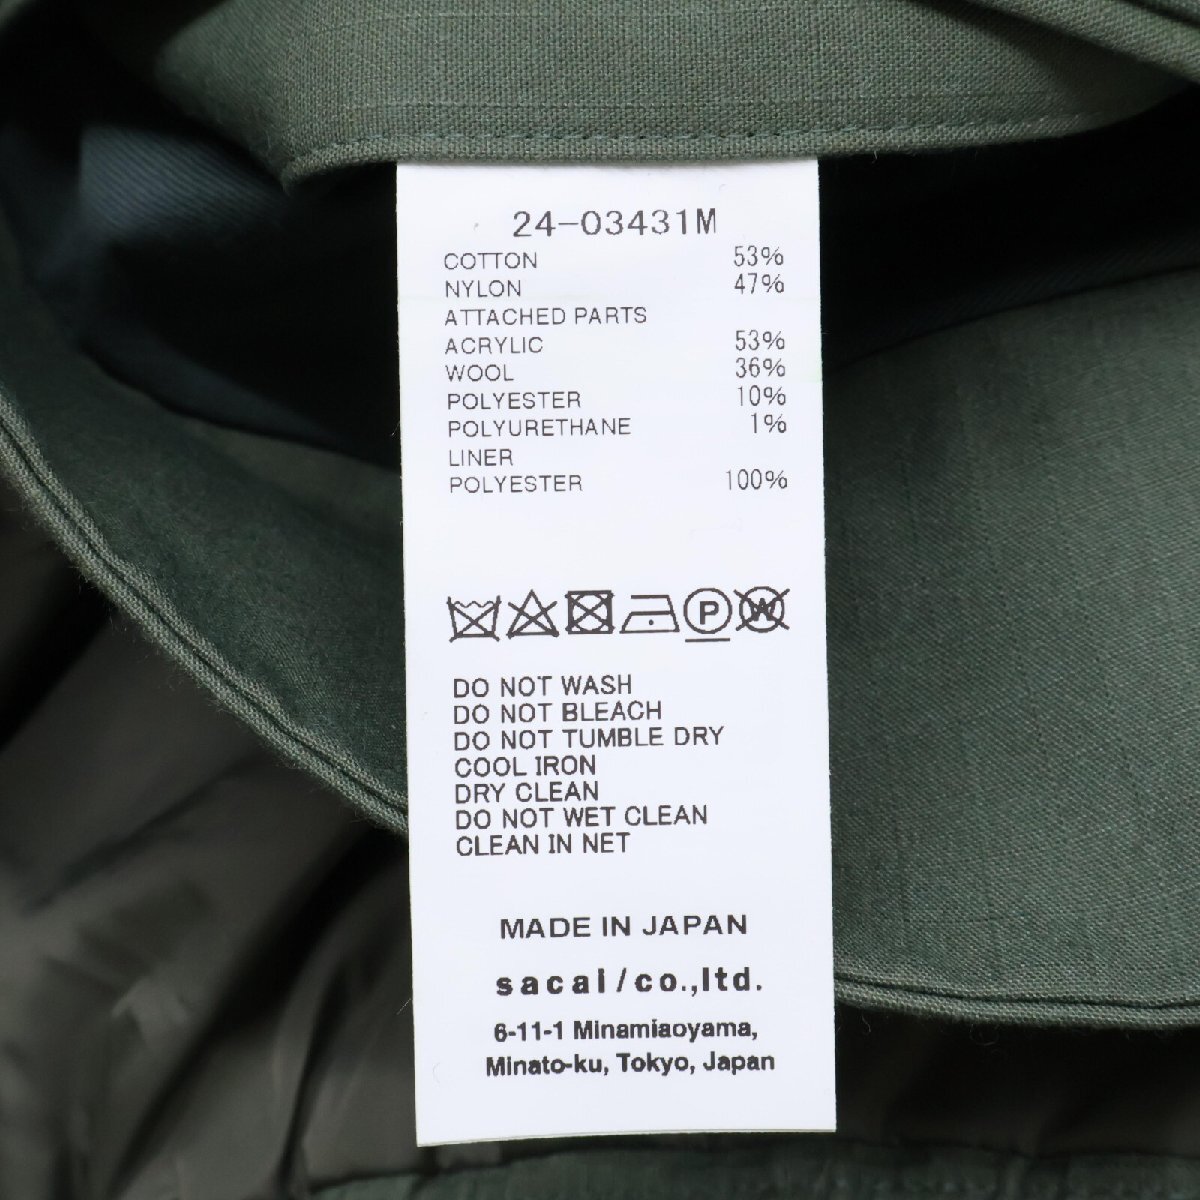 24-03431M
COTTON 53%
NYLON 47%
ATTACHED PARTS
ACRYLIC 53%
WOOL 36%
POLYESTER 10%
POLYURETHANE 1%
LINER
POLYESTER 100%
P W
DO NOT WASH
DO NOT BLEACH
DO NOT TUMBLE DRY
COOL IRON
DRY CLEAN
DO NOT WET CLEAN
CLEAN IN NET
MADE IN JAPAN
sacai/co.,ltd.
6-11-1 Minamiaoyama,
Minato-ku, Tokyo, Japan